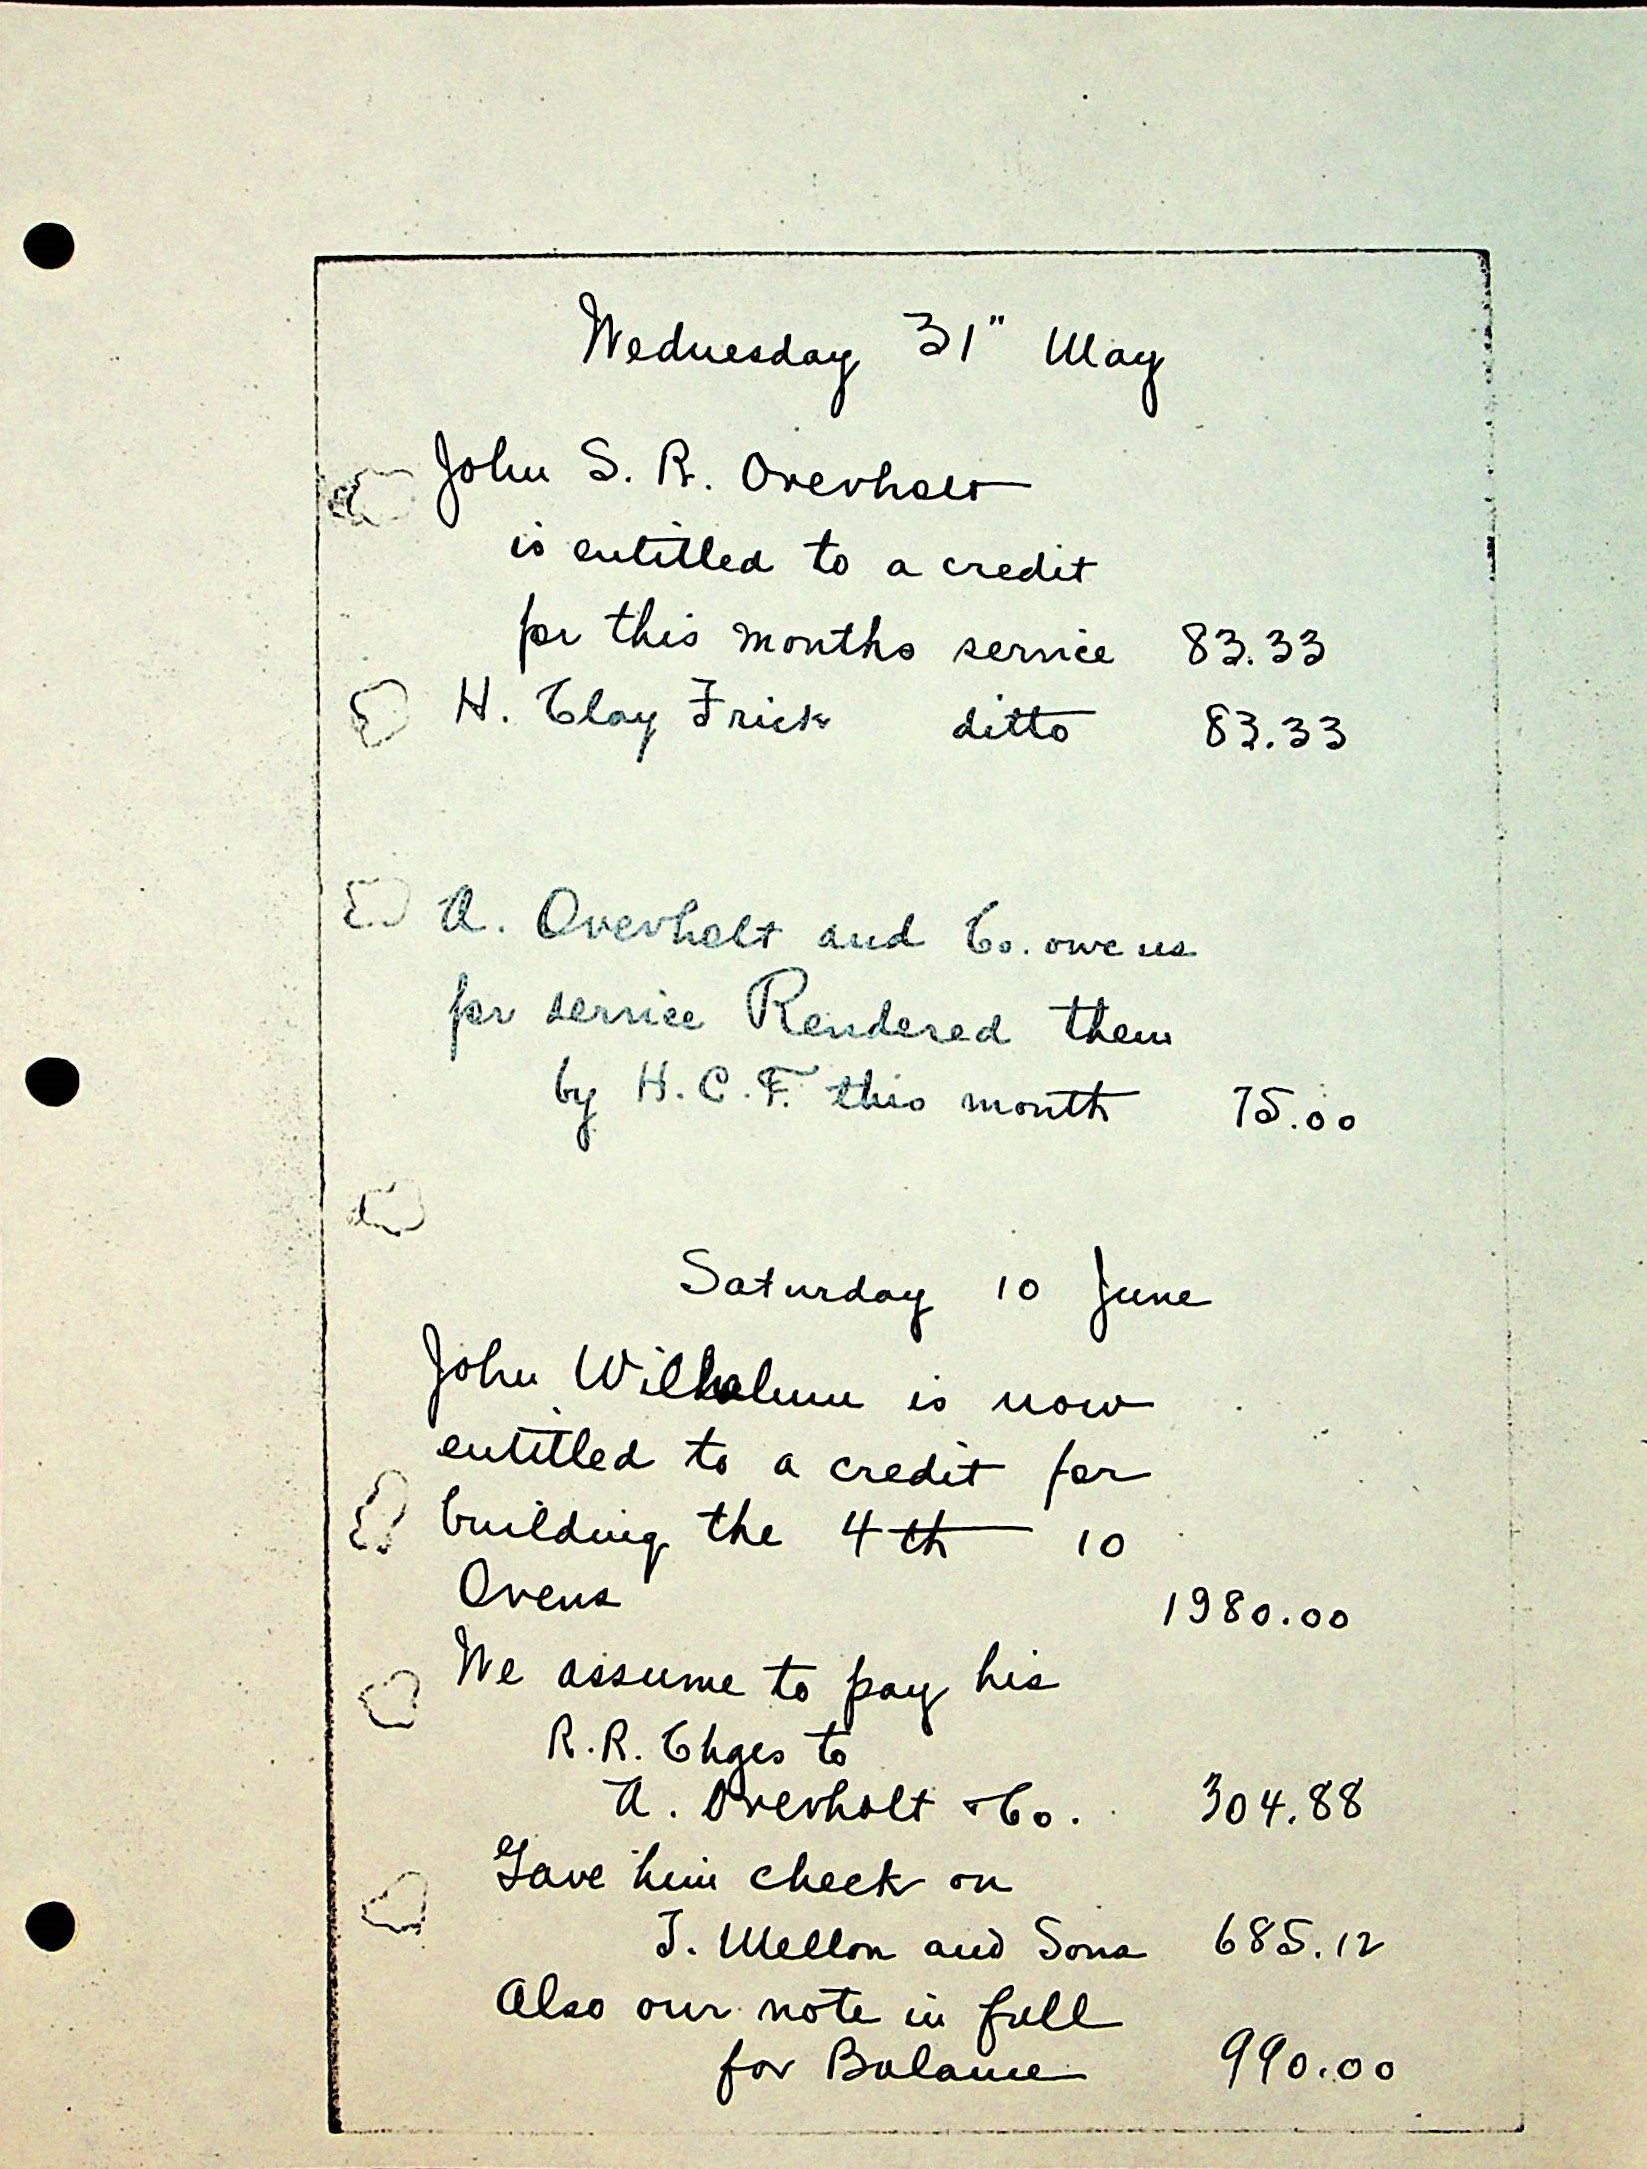 Wednesday 31" May
John S. R. Overholt
is entitled to a credit
for this months service 83.33
H. Clay Frick ditto 83.33
A. Overholt and Co. owe us
for service Rendered them
by H. C. F. this month 75.00
Saturday 10 June
John Wilhelm is now
entitled to a credit for
building the 4th 10
Ovens 1980.00
We assume to pay his
R.R. Chges to
A. Overholt & Co. 304.88
Gave him check on
T. Mellon and Sons 685.12
Also our note in full
for Balance 990.00